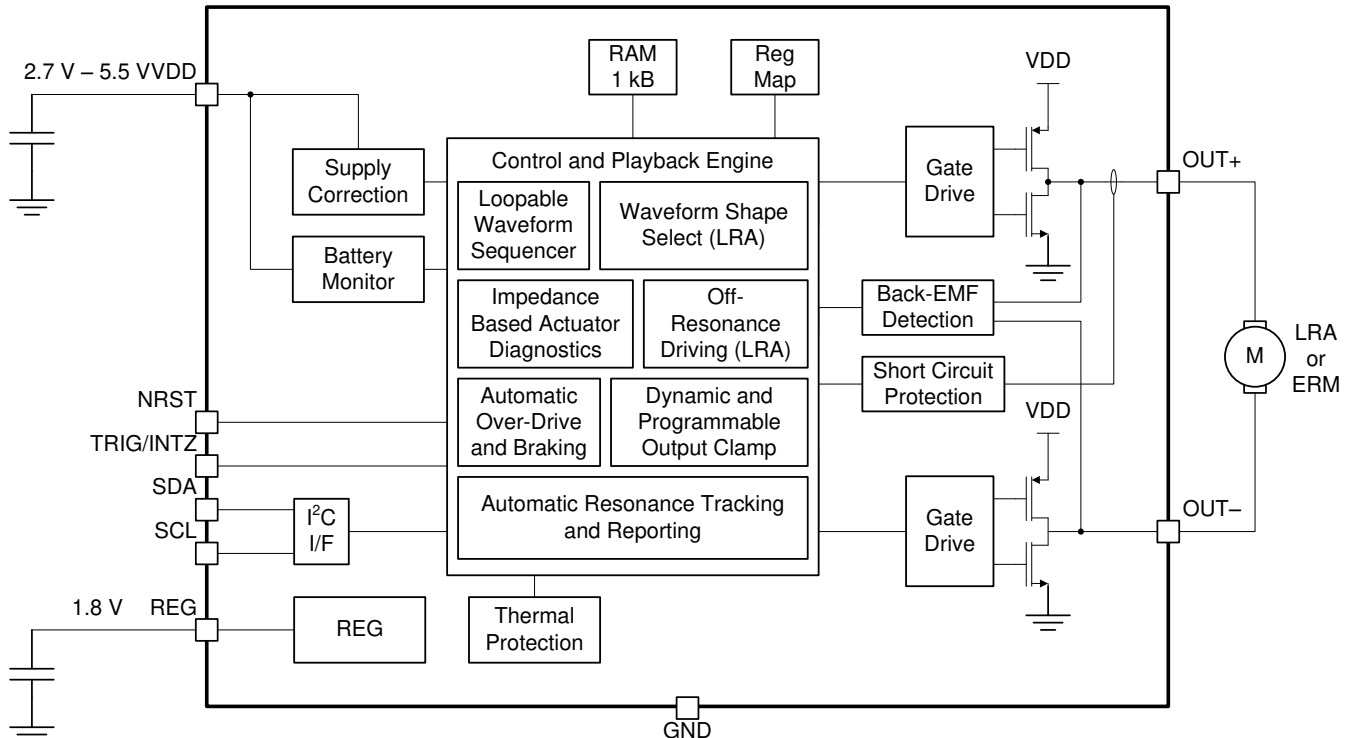 2.7 V – 5.5 VVDD
RAM
1 kB
Reg
Map
VDD
Supply
Correction
Control and Playback Engine
Gate
Drive
OUT+
Loopable
Waveform
Sequencer
Waveform Shape
Select (LRA)
Battery
Monitor
Impedance
Based Actuator
Diagnostics
Off-
Resonance
Driving (LRA)
Back-EMF
Detection
M
LRA
or
ERM
Short Circuit
Protection
NRST
TRIG/INTZ
Automatic
Over-Drive
and Braking
Dynamic and
Programmable
Output Clamp
VDD
SDA
SCL
I²C
I/F
Automatic Resonance Tracking
and Reporting
Gate
Drive
OUT–
1.8 V
REG
REG
Thermal
Protection
GND